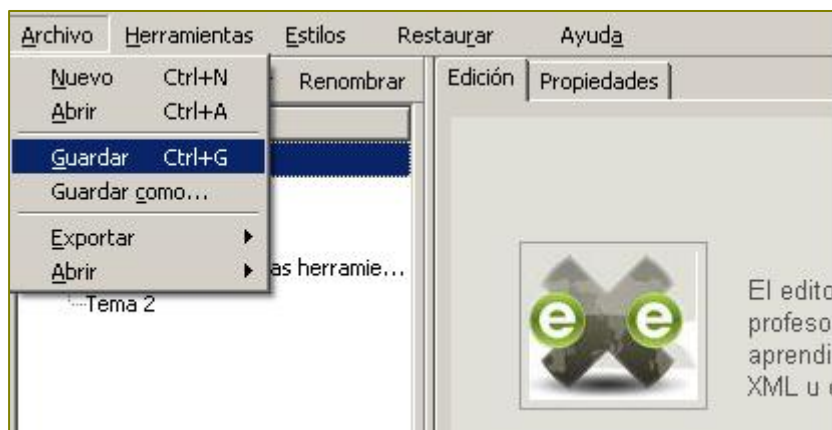 Archivo Herramientas Estilos Restaurar Ayuda
Nuevo Ctrl+N
Abrir Ctrl+A
Guardar Ctrl+G
Guardar como...
Exportar
Abrir
Renombrar
as herramie...
Tema 2
Edición Propiedades
e e
El edito
profeso
aprendi
XML u